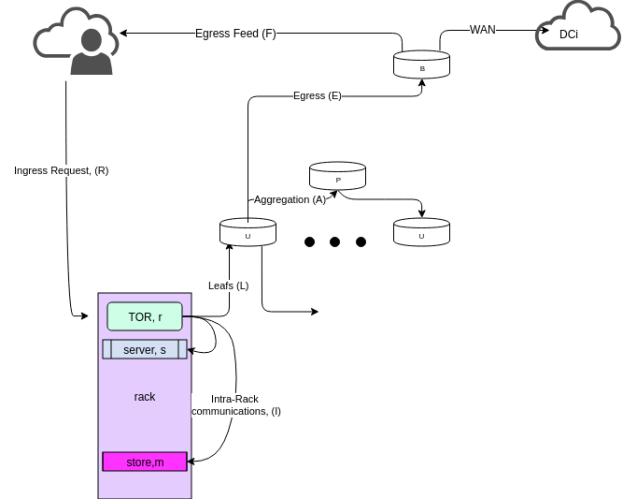 Egress Feed (F)
WAN
DCi
B
Egress (E)
Ingress Request, (R)
P
Aggregation (A)
U
U
Leafs (L)
TOR, r
server, s
rack
Intra-Rack
communications, (I)
store,m